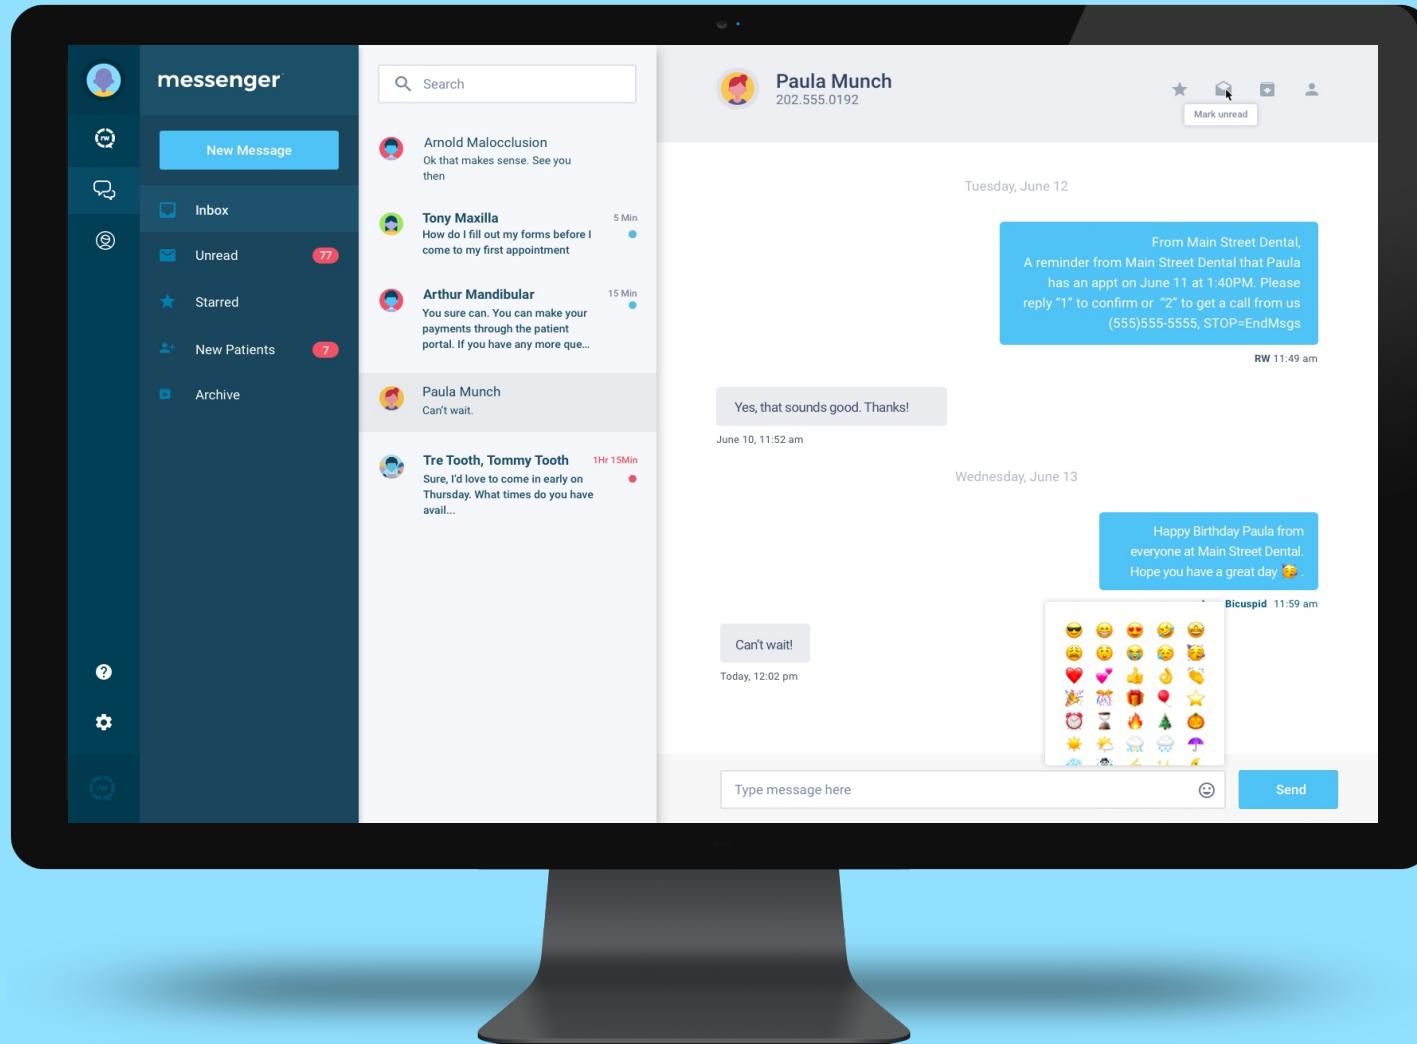 messenger
New Message
Inbox
Unread
77
Starred
New Patients
7
Archive
Search
Arnold Malocclusion
Ok that makes sense. See you
then
Tony Maxilla
5 Min
How do I fill out my forms before I
come to my first appointment
Arthur Mandibular
15 Min
You sure can. You can make your
payments through the patient
portal. If you have any more que...
Paula Munch
Can't wait.
Tre Tooth, Tommy Tooth
1Hr 15Min
Sure, I'd love to come in early on
Thursday. What times do you have
avail...
Paula Munch
202.555.0192
Mark unread
Tuesday, June 12
From Main Street Dental,
A reminder from Main Street Dental that Paula
has an appt on June 11 at 1:40PM. Please
reply “1” to confirm or “2” to get a call from us
(555)555-5555, STOP=EndMsgs
RW 11:49 am
Yes, that sounds good. Thanks!
June 10, 11:52 am
Wednesday, June 13
Happy Birthday Paula from
everyone at Main Street Dental.
Hope you have a great day 🥳.
Bicuspid 11:59 am
Can't wait!
Today, 12:02 pm
Type message here
Send